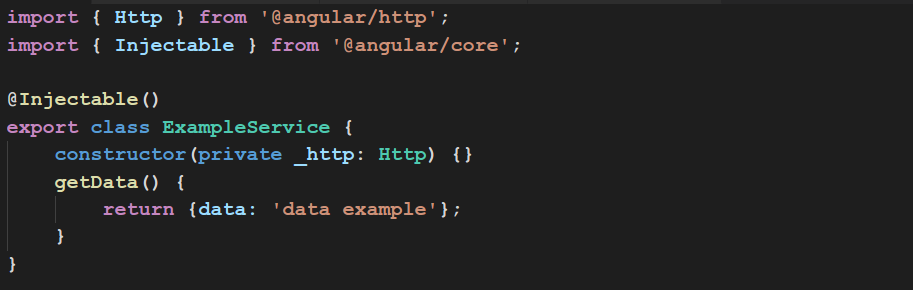 import { Http } from '@angular/http';
import { Injectable } from '@angular/core';

@Injectable()
export class ExampleService {
    constructor(private _http: Http) {}
    getData() {
        return {data: 'data example'};
    }
}